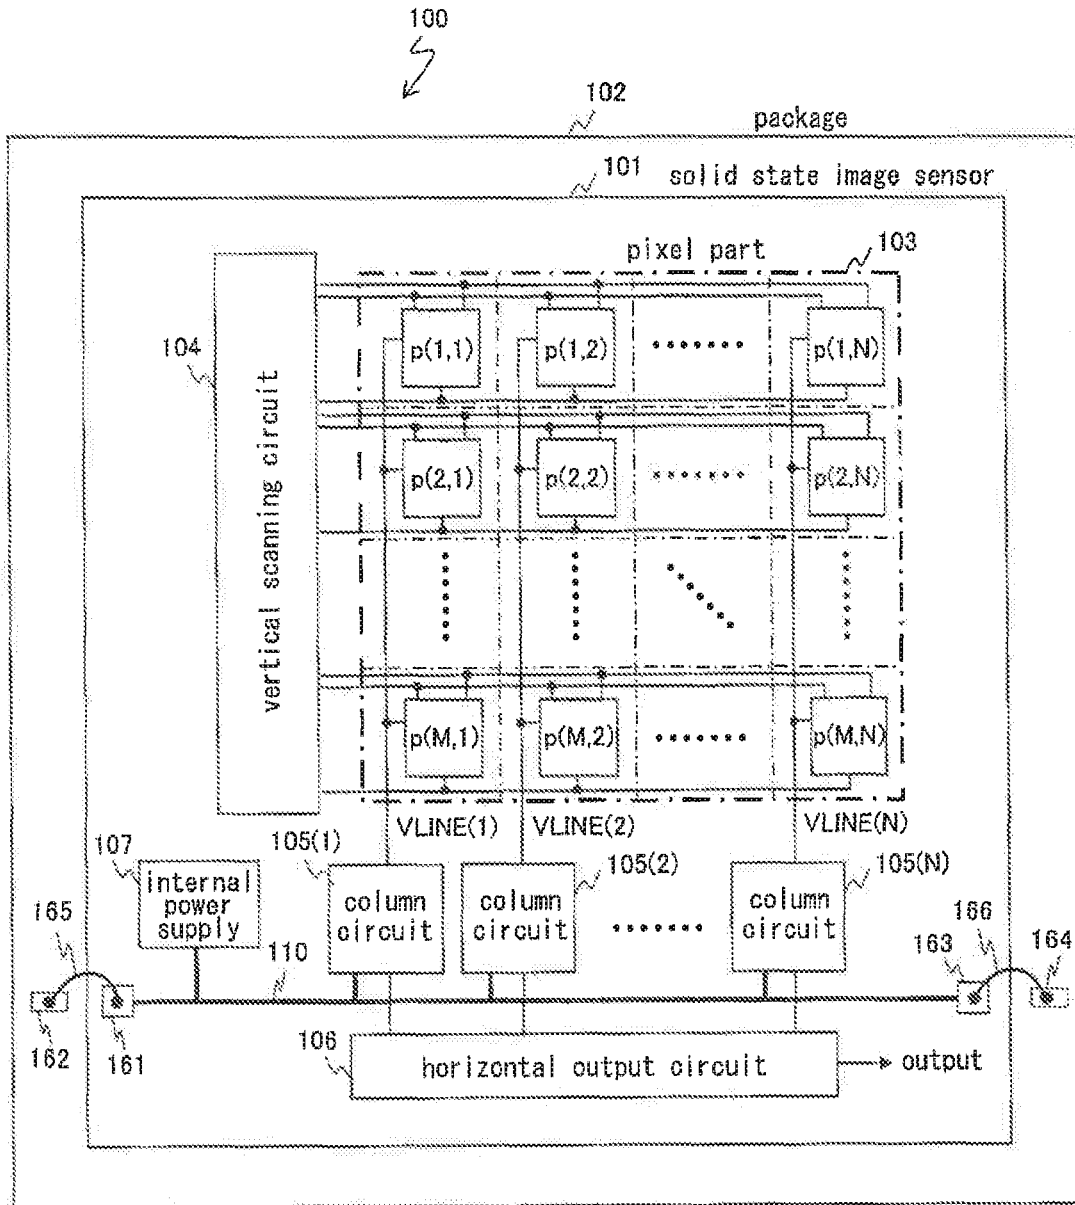 100
102
package
101
solid state image sensor
pixel part
103
104
vertical scanning circuit
p(1,1)
p(1,2)
p(1,N)
p(2,1)
p(2,2)
p(2,N)
p(M,1)
p(M,2)
p(M,N)
VLINE(1)
VLINE(2)
VLINE(N)
107
105(1)
105(2)
105(N)
internal
power
supply
column
circuit
column
circuit
column
circuit
165
110
166
163
164
162
161
106
horizontal output circuit
output